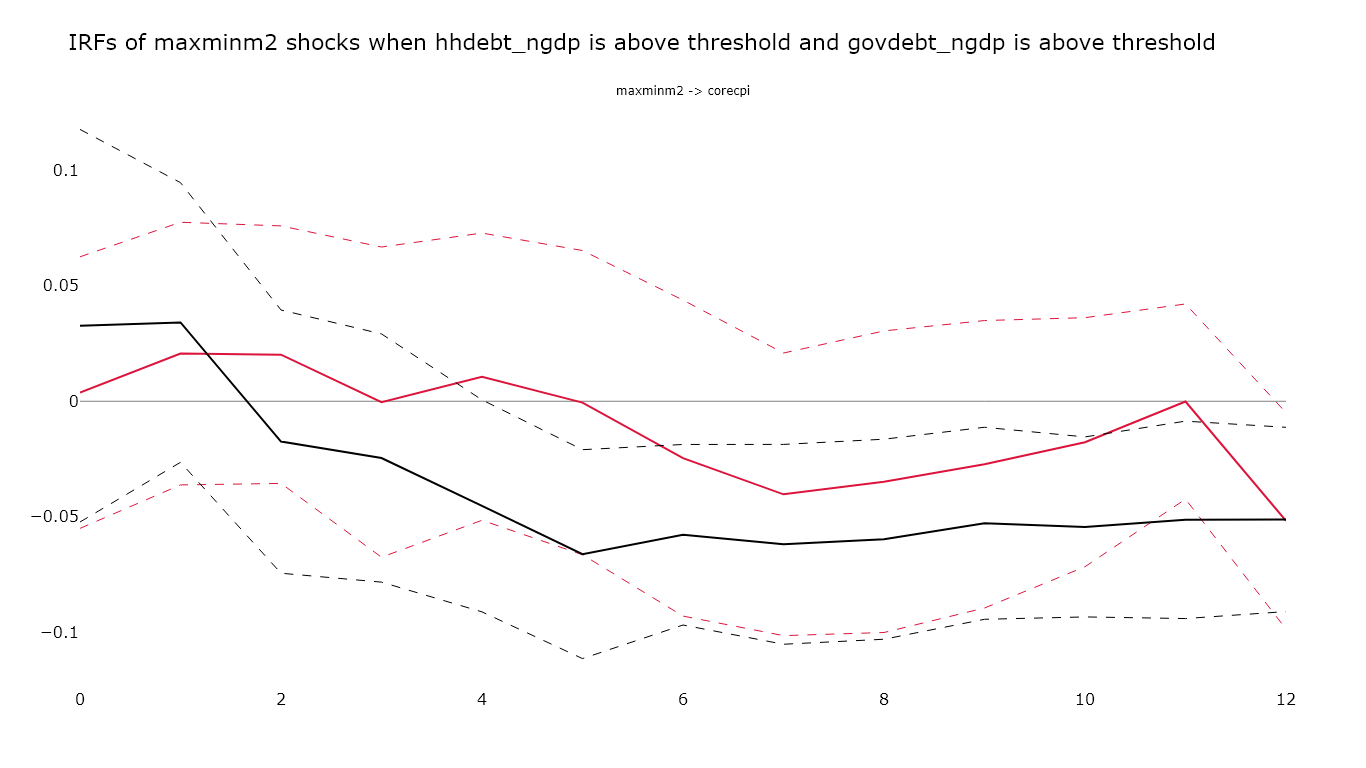 IRFs of maxminm2 shocks when hhdebt_ngdp is above threshold and govdebt_ngdp is above threshold
maxminm2 -> corecpi
0.1
0.05
0
−0.05
−0.1
0 2 4 6 8 10 12